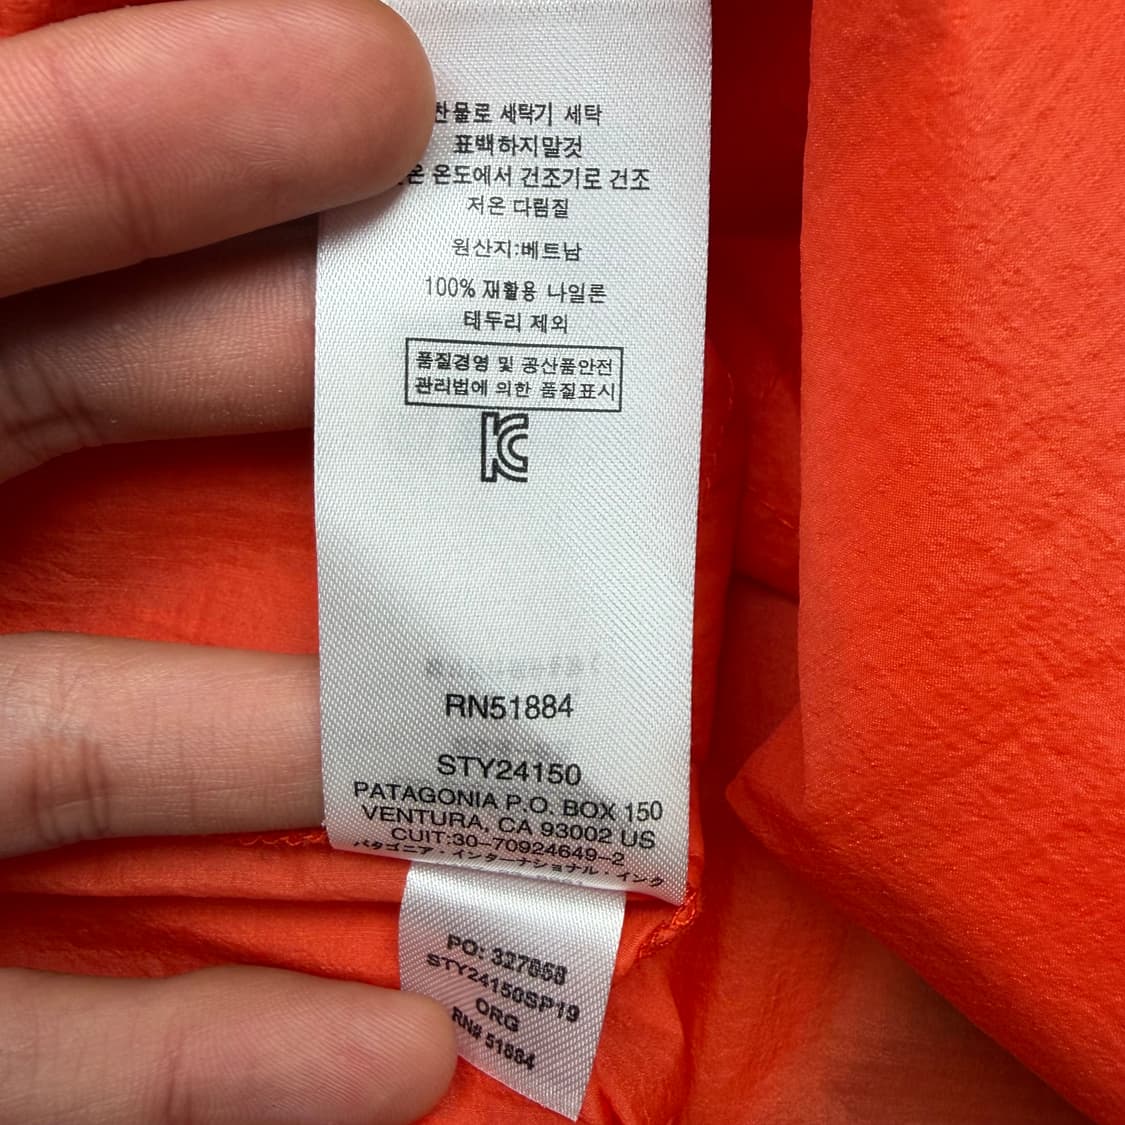 찬물로 세탁기 세탁
표백하지말것
온도에서 건조기로 건조
저온 다림질
원산지:베트남
100% 재활용 나일론
테두리 제외
품질경영 및 공산품안전
관리법에 의한 품질표시
RN51884
STY24150
PATAGONIA P.O. BOX 150
VENTURA, CA 93002 US
CUIT:30-70924649-2
パタゴニア・インターナショナル・インク
PO:
STY24150SP19
ORG
RN# 51884